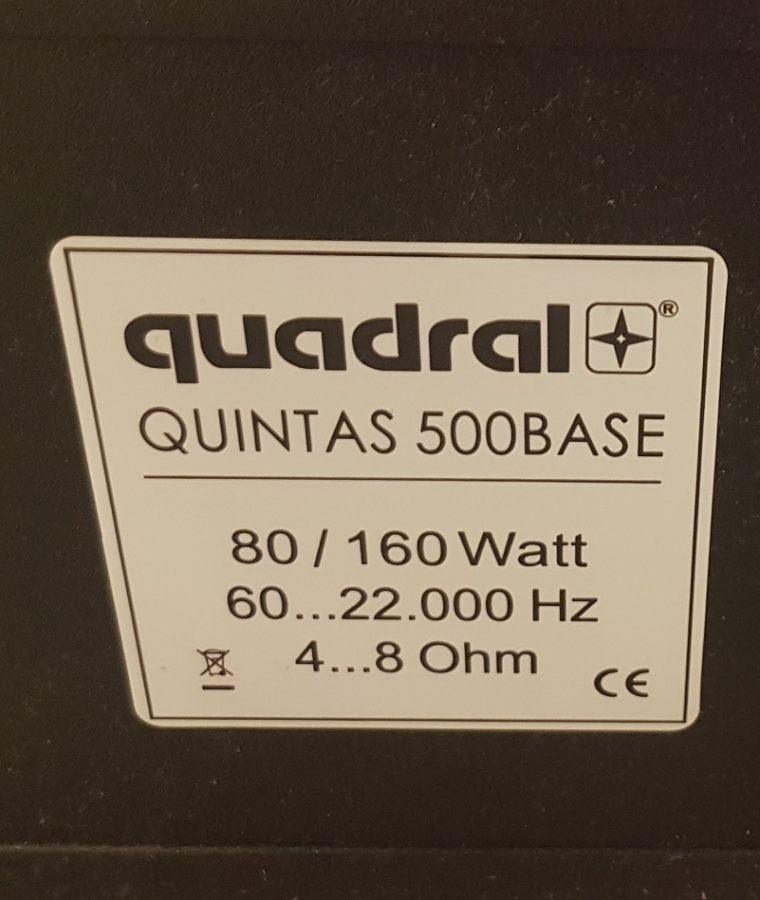 quadral®
QUINTAS 500BASE
80 / 160 Watt
60...22.000 Hz
4...8 Ohm
CE